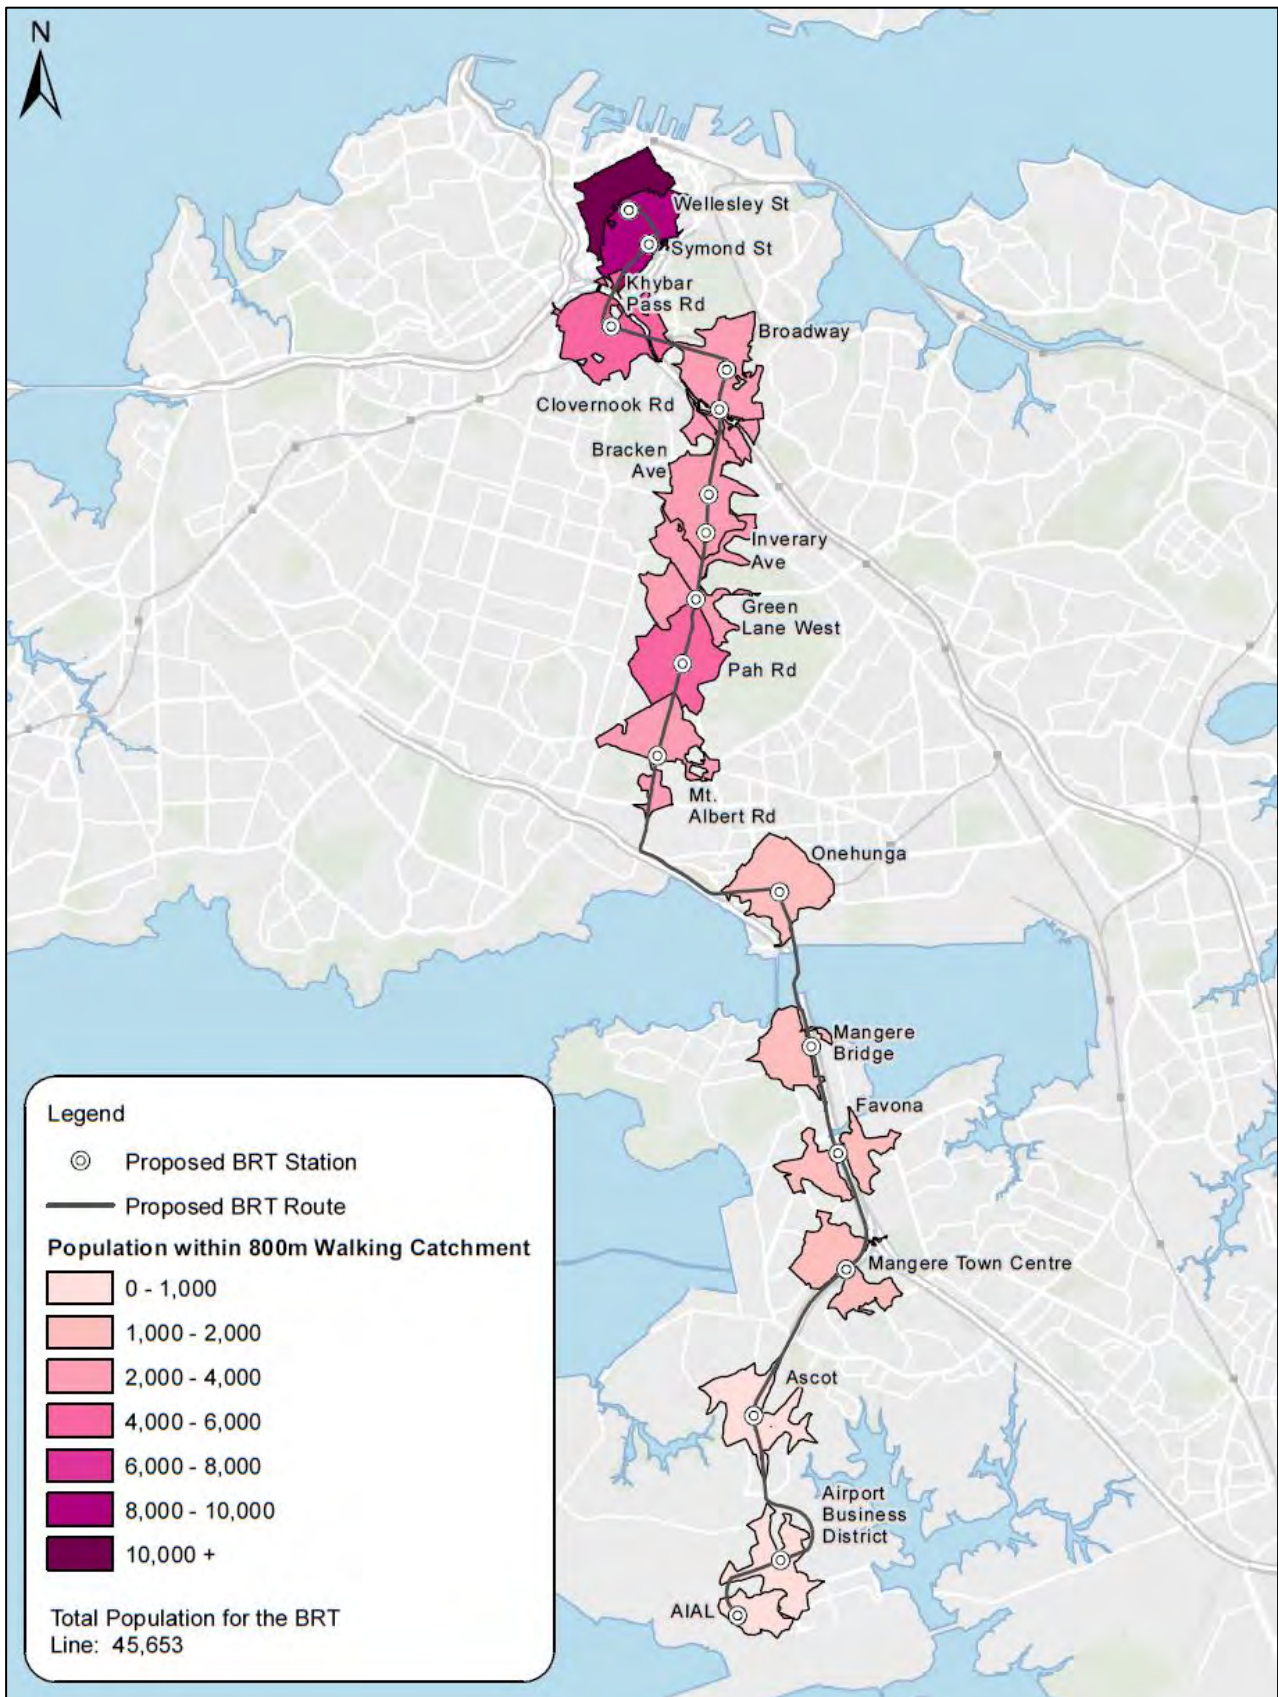 N
Wellesley St
Symond St
Khybar
Pass Rd
Broadway
Clovernook Rd
Bracken
Ave
Inverary
Ave
Green
Lane West
Pah Rd
Mt.
Albert Rd
Onehunga
Mangere
Bridge
Favona
Mangere Town Centre
Ascot
Airport
Business
District
AIAL
Legend
Proposed BRT Station
Proposed BRT Route
Population within 800m Walking Catchment
0 - 1,000
1,000 - 2,000
2,000 - 4,000
4,000 - 6,000
6,000 - 8,000
8,000 - 10,000
10,000 +
Total Population for the BRT
Line: 45,653